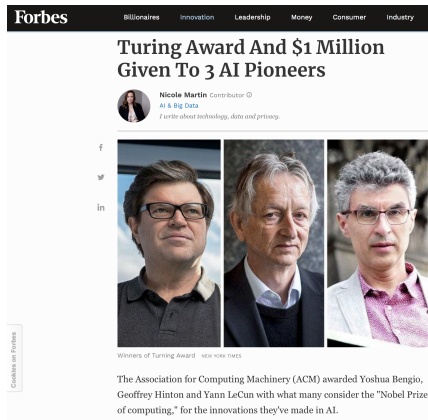 Forbes
Billionaires Innovation Leadership Money Consumer Industry
Turing Award And $1 Million
Given To 3 AI Pioneers
Nicole Martin Contributor
AI & Big Data
I write about technology, data and privacy.
Cookies on Forbes
Winners of Turning Award NEW YORK TIMES
The Association for Computing Machinery (ACM) awarded Yoshua Bengio,
Geoffrey Hinton and Yann LeCun with what many consider the "Nobel Prize
of computing," for the innovations they've made in AI.